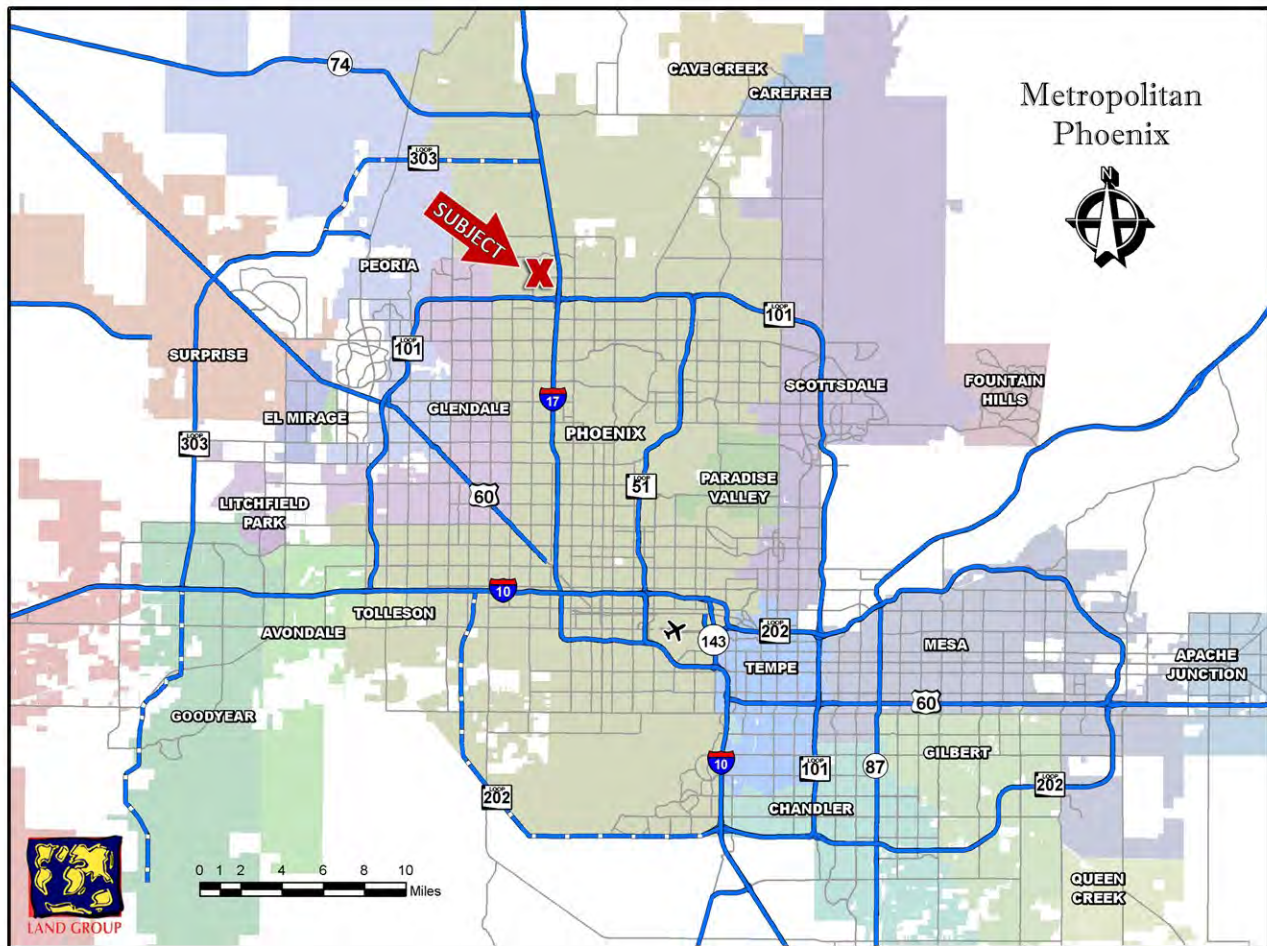 Metropolitan
Phoenix
N
74
CAVE CREEK
CAREFREE
LOOP
303
SUBJECT
X
PEORIA
LOOP
101
LOOP
101
SURPRISE
SCOTTSDALE
FOUNTAIN
HILLS
EL MIRAGE
GLENDALE
17
PHOENIX
LOOP
303
LOOP
51
PARADISE
VALLEY
LITCHFIELD
PARK
60
10
TOLLESON
AVONDALE
143
LOOP
202
MESA
TEMPE
APACHE
JUNCTION
GOODYEAR
60
GILBERT
10
LOOP
101
87
LOOP
202
LOOP
202
CHANDLER
QUEEN
CREEK
0 1 2 4 6 8 10
Miles
LAND GROUP